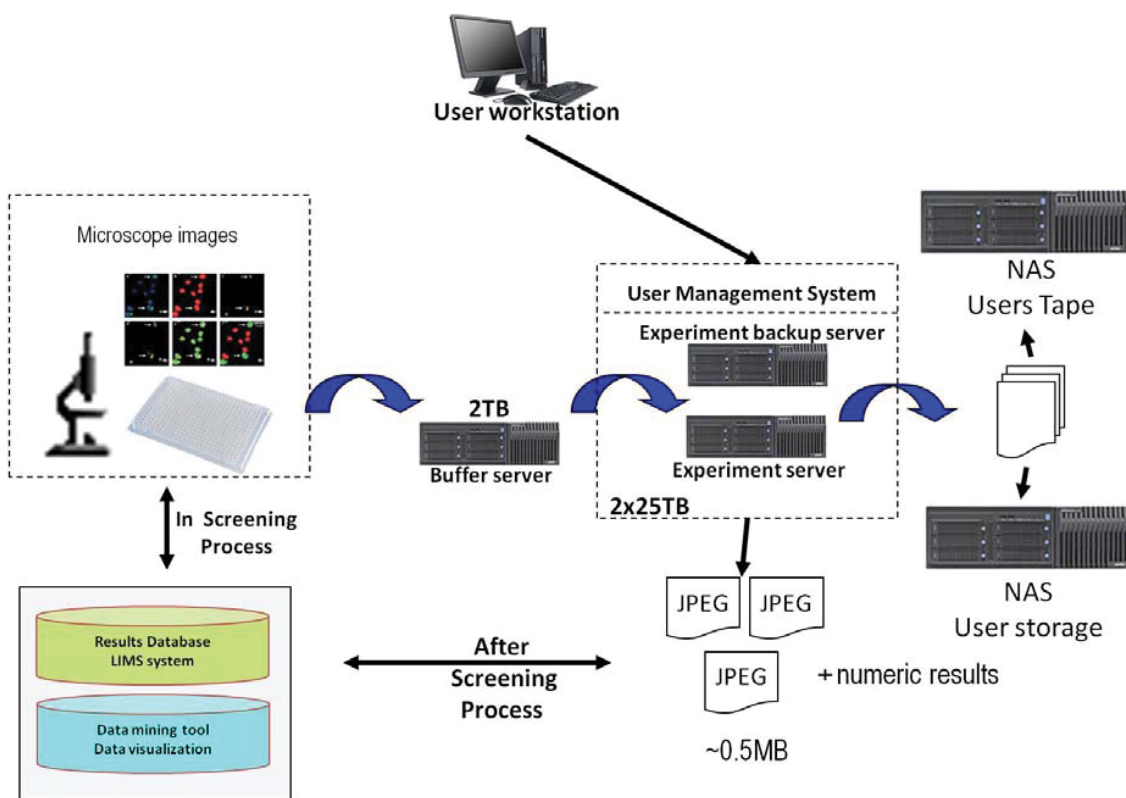 User workstation
Microscope images
User Management System
Experiment backup server
2TB
Buffer server
Experiment server
2x25TB
NAS
Users Tape
NAS
User storage
In Screening
Process
Results Database
LIMS system
Data mining tool
Data visualization
After
Screening
Process
JPEG
JPEG
JPEG
+ numeric results
~0.5MB